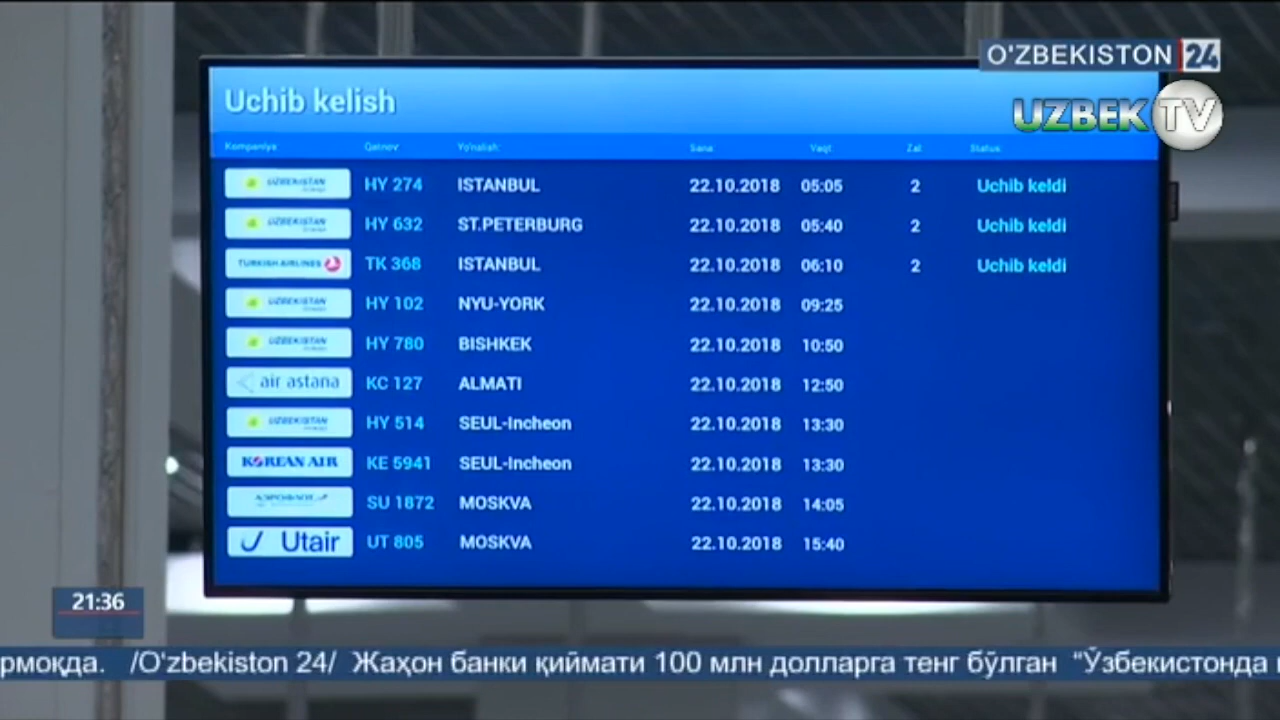 O'ZBEKISTON 24
UZBEK TV
Uchib kelish
Kompaniya: Qatnov: Yo'nalish: Sana: Vaqt: Zal: Status:
UZBEKISTAN HY 274 ISTANBUL 22.10.2018 05:05 2 Uchib keldi
UZBEKISTAN HY 632 ST.PETERBURG 22.10.2018 05:40 2 Uchib keldi
TURKISH AIRLINES TK 368 ISTANBUL 22.10.2018 06:10 2 Uchib keldi
UZBEKISTAN HY 102 NYU-YORK 22.10.2018 09:25
UZBEKISTAN HY 780 BISHKEK 22.10.2018 10:50
air astana KC 127 ALMATI 22.10.2018 12:50
UZBEKISTAN HY 514 SEUL-Incheon 22.10.2018 13:30
KOREAN AIR KE 5941 SEUL-Incheon 22.10.2018 13:30
АЭРОФЛОТ SU 1872 MOSKVA 22.10.2018 14:05
Utair UT 805 MOSKVA 22.10.2018 15:40
21:36
рмоқда. /O'zbekiston 24/ Жаҳон банки қиймати 100 млн долларга тенг бўлган “Ўзбекистонда